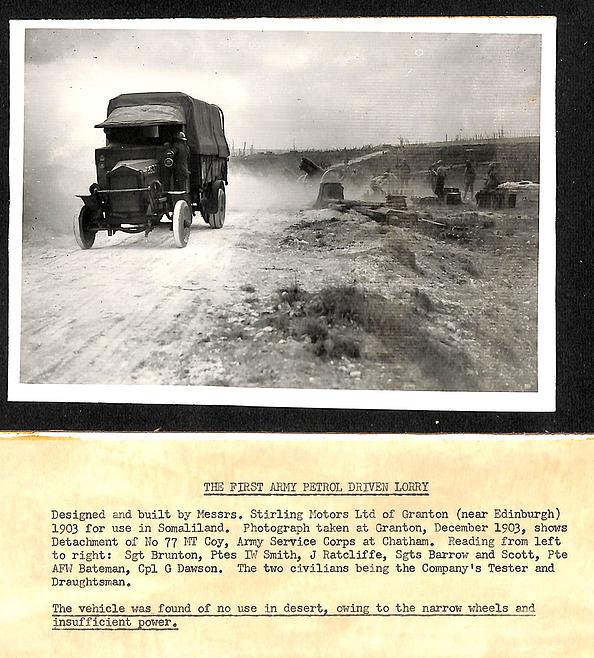 THE FIRST ARMY PETROL DRIVEN LORRY
Designed and built by Messrs. Stirling Motors Ltd of Granton (near Edinburgh)
1903 for use in Somaliland. Photograph taken at Granton, December 1903, shows
Detachment of No 77 MT Coy, Army Service Corps at Chatham. Reading from left
to right: Sgt Brunton, Ptes IW Smith, J Ratcliffe, Sgts Barrow and Scott, Pte
AFW Bateman, Cpl G Dawson. The two civilians being the Company's Tester and
Draughtsman.
The vehicle was found of no use in desert, owing to the narrow wheels and
insufficient power.